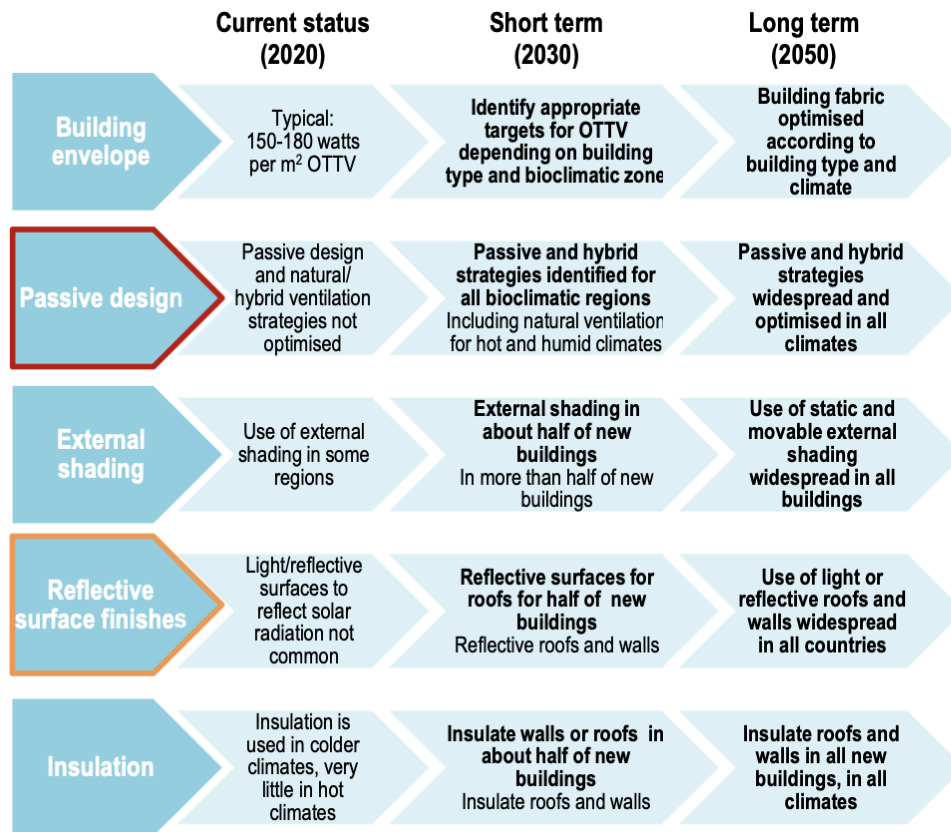 Current status
(2020)
Short term
(2030)
Long term
(2050)
Building
envelope
Typical:
150-180 watts
per m² OTTV
Identify appropriate
targets for OTTV
depending on building
type and bioclimatic zone
Building fabric
optimised
according to
building type and
climate
Passive design
Passive design
and natural/
hybrid ventilation
strategies not
optimised
Passive and hybrid
strategies identified for
all bioclimatic regions
Including natural ventilation
for hot and humid climates
Passive and hybrid
strategies
widespread and
optimised in all
climates
External
shading
Use of external
shading in some
regions
External shading in
about half of new
buildings
In more than half of new
buildings
Use of static and
movable external
shading
widespread in all
buildings
Reflective
surface finishes
Light/reflective
surfaces to
reflect solar
radiation not
common
Reflective surfaces for
roofs for half of new
buildings
Reflective roofs and walls
Use of light or
reflective roofs and
walls widespread
in all countries
Insulation
Insulation is
used in colder
climates, very
little in hot
climates
Insulate walls or roofs in
about half of new
buildings
Insulate roofs and walls
Insulate roofs and
walls in all new
buildings, in all
climates